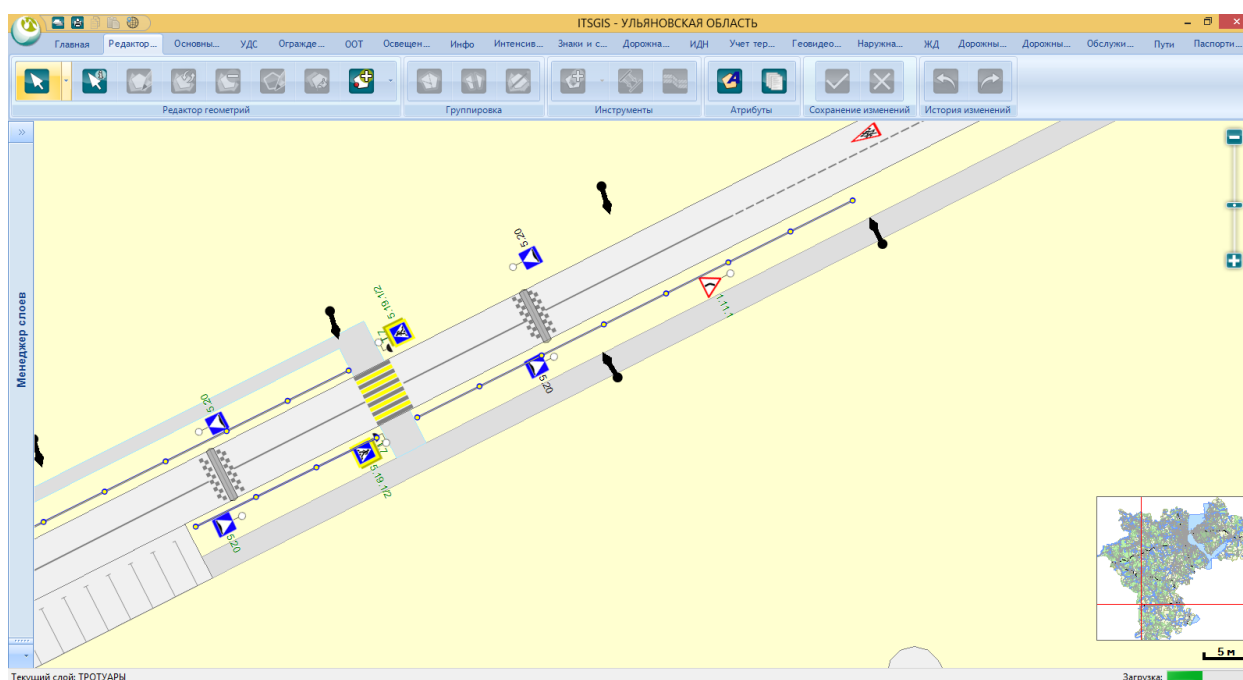 ITSGIS - УЛЬЯНОВСКАЯ ОБЛАСТЬ
Главная Редактор... Основны... УДС Огражде... ООТ Освещен... Инфо Интенсив... Знаки и с... Дорожна... ИДН Учет тер... Геовидео... Наружна... ЖД Дорожны... Дорожны... Обслужи... Пути Паспорти...
Редактор геометрий Группировка Инструменты Атрибуты Сохранение изменений История изменений
Менеджер слоев
5.20
5.19.1/2
1.11.1
5.20
5.20
5.19.1/2
5.20
5 м
Текущий слой: ТРОТУАРЫ
Загрузка: